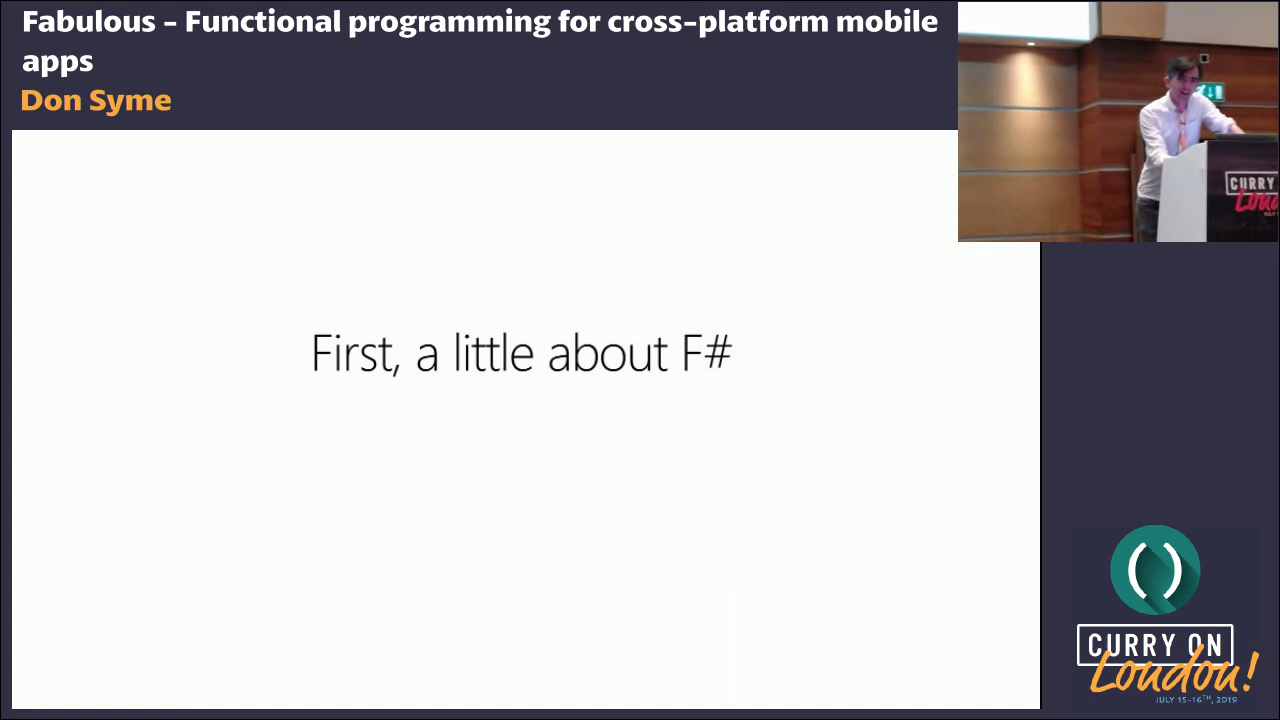 Fabulous – Functional programming for cross-platform mobile
apps
Don Syme
CURRY
First, a little about F#
( )
CURRY ON
London!
JULY 15-16TH, 2019